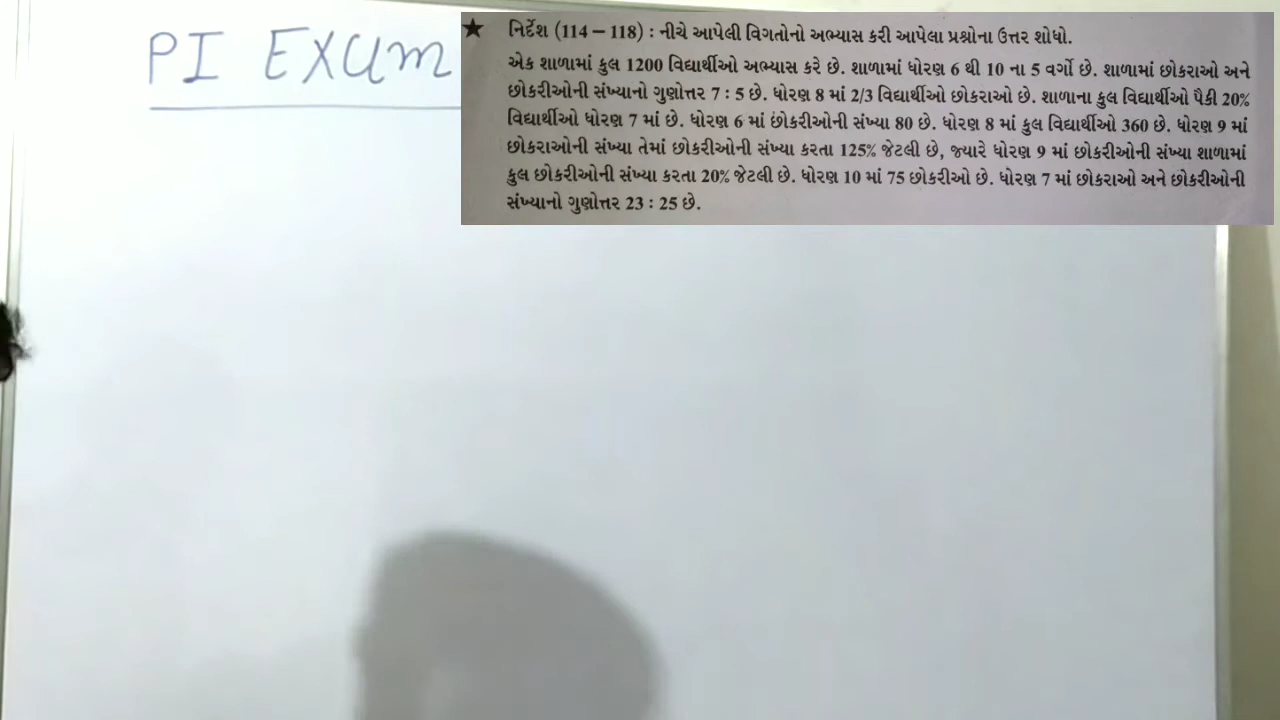 PI EXUM
★ નિર્દેશ (114 – 118) : નીચે આપેલી વિગતોનો અભ્યાસ કરી આપેલા પ્રશ્નોના ઉત્તર શોધો.
એક શાળામાં કુલ 1200 વિદ્યાર્થીઓ અભ્યાસ કરે છે. શાળામાં ધોરણ 6 થી 10 ના 5 વર્ગો છે. શાળામાં છોકરાઓ અને
છોકરીઓની સંખ્યાનો ગુણોત્તર 7 : 5 છે. ધોરણ 8 માં 2/3 વિદ્યાર્થીઓ છોકરાઓ છે. શાળાના કુલ વિદ્યાર્થીઓ પૈકી 20%
વિદ્યાર્થીઓ ધોરણ 7 માં છે. ધોરણ 6 માં છોકરીઓની સંખ્યા 80 છે. ધોરણ 8 માં કુલ વિદ્યાર્થીઓ 360 છે. ધોરણ 9 માં
છોકરાઓની સંખ્યા તેમાં છોકરીઓની સંખ્યા કરતા 125% જેટલી છે, જ્યારે ધોરણ 9 માં છોકરીઓની સંખ્યા શાળામાં
કુલ છોકરીઓની સંખ્યા કરતા 20% જેટલી છે. ધોરણ 10 માં 75 છોકરીઓ છે. ધોરણ 7 માં છોકરાઓ અને છોકરીઓની
સંખ્યાનો ગુણોત્તર 23 : 25 છે.